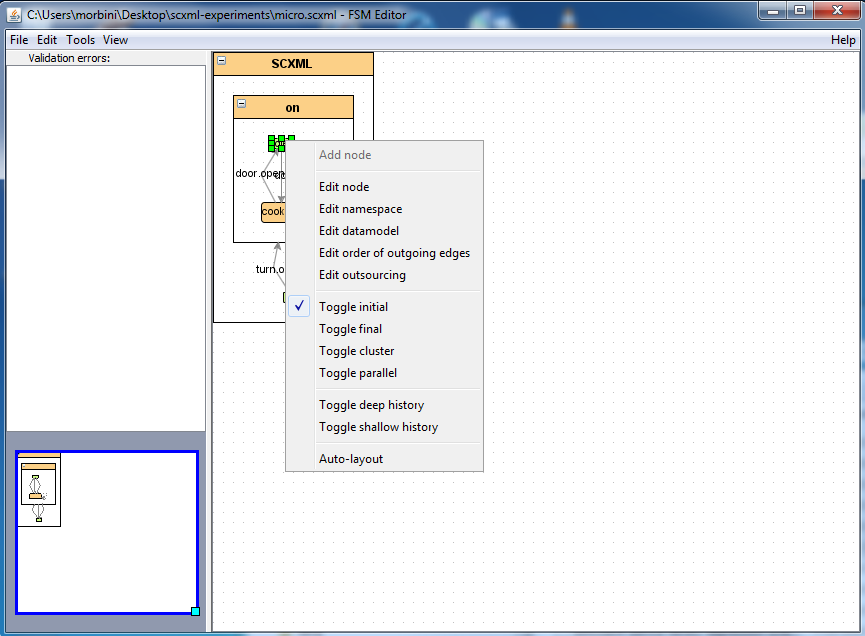 C:\Users\morbini\Desktop\scxml-experiments\micro.scxml - FSM Editor
File Edit Tools View Help
Validation errors:
SCXML
on
door.open
cook
turn.o
Add node
Edit node
Edit namespace
Edit datamodel
Edit order of outgoing edges
Edit outsourcing
Toggle initial
Toggle final
Toggle cluster
Toggle parallel
Toggle deep history
Toggle shallow history
Auto-layout